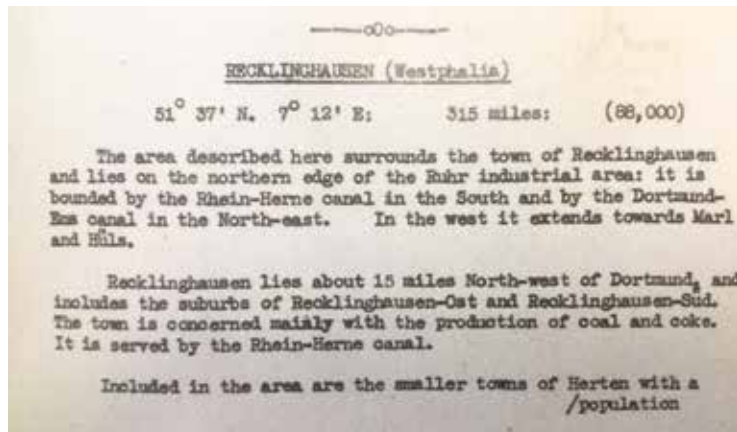 -----o0o-----
RECKLINGHAUSEN (Westphalia)
51° 37' N. 7° 12' E: 315 miles: (88,000)
The area described here surrounds the town of Recklinghausen
and lies on the northern edge of the Ruhr industrial area: it is
bounded by the Rhein-Herne canal in the South and by the Dortmund-
Ems canal in the North-east. In the west it extends towards Marl
and Hüls.
Recklinghausen lies about 15 miles North-west of Dortmund, and
includes the suburbs of Recklinghausen-Ost and Recklinghausen-Süd.
The town is concerned mainly with the production of coal and coke.
It is served by the Rhein-Herne canal.
Included in the area are the smaller towns of Herten with a
/population